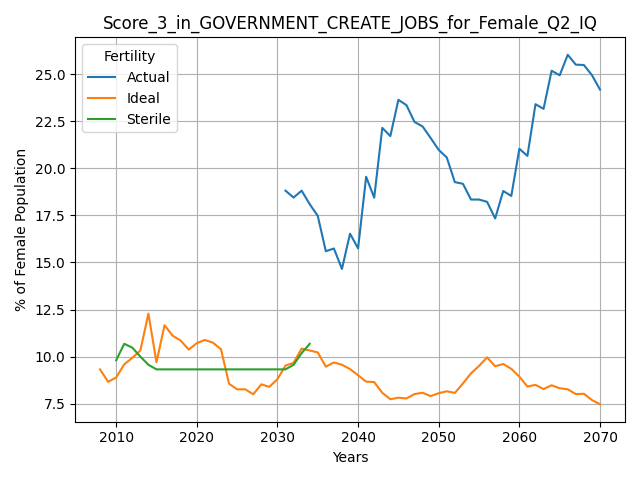 Score_3_in_GOVERNMENT_CREATE_JOBS_for_Female_Q2_IQ
Fertility
Actual
Ideal
Sterile
% of Female Population
25.0
22.5
20.0
17.5
15.0
12.5
10.0
7.5
2010 2020 2030 2040 2050 2060 2070
Years